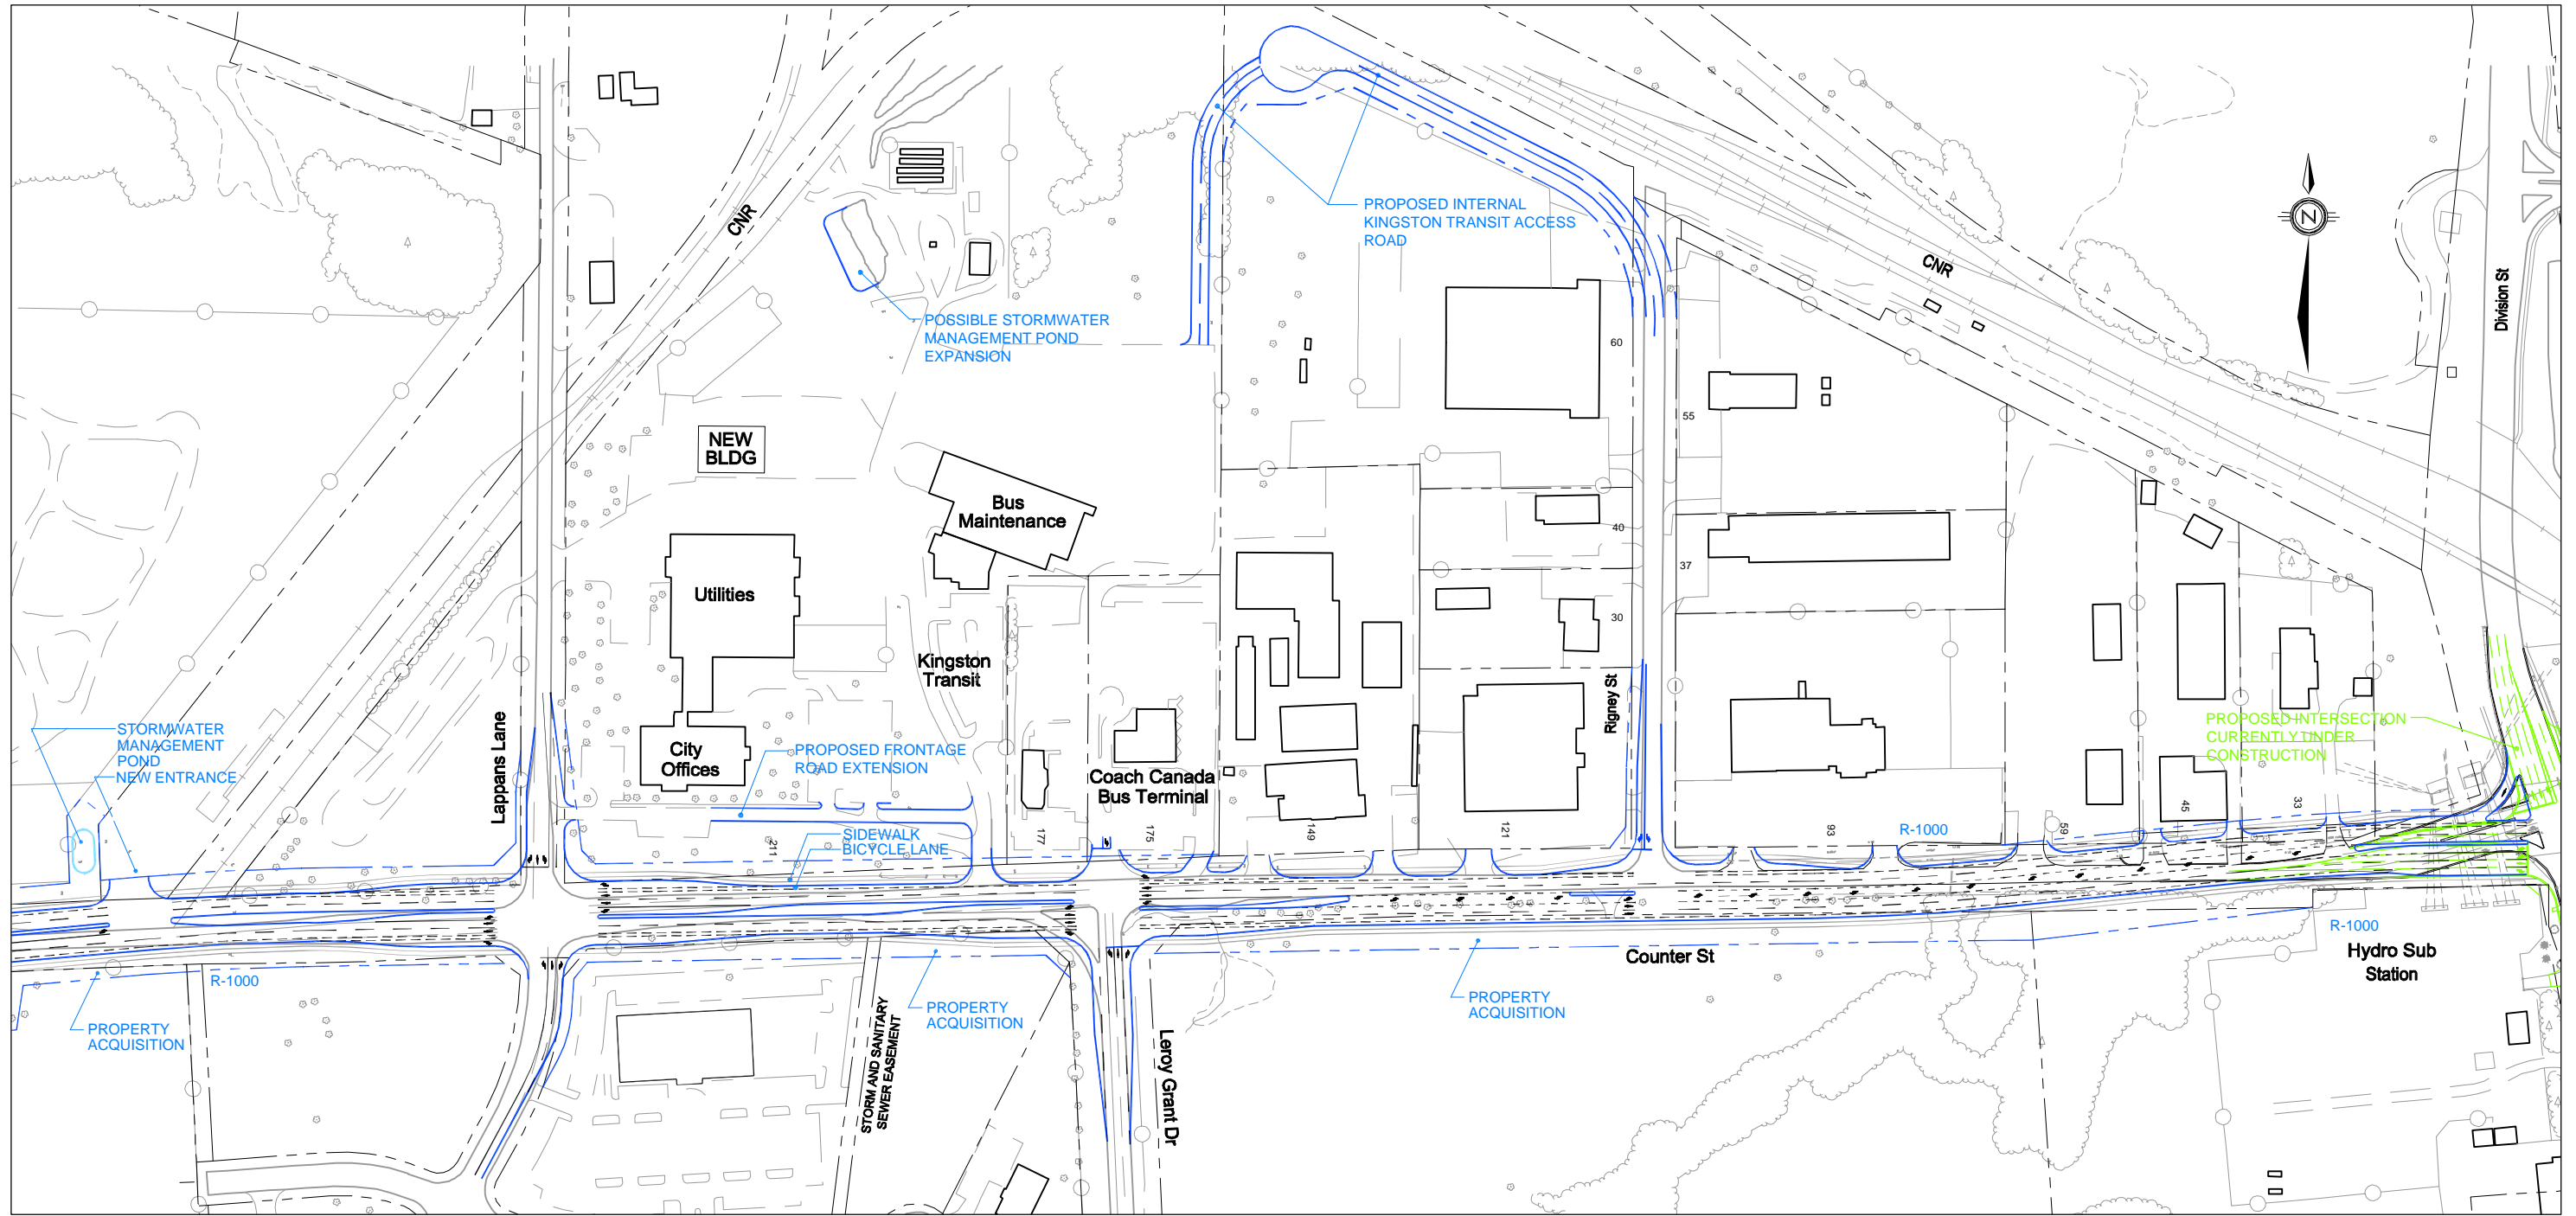 CNR
PROPOSED INTERNAL
KINGSTON TRANSIT ACCESS
ROAD
N
CNR
Division St
POSSIBLE STORMWATER
MANAGEMENT POND
EXPANSION
60
55
NEW
BLDG
Bus
Maintenance
40
37
Utilities
30
Kingston
Transit
Rigney St
Lappans Lane
STORMWATER
MANAGEMENT
POND
NEW ENTRANCE
City
Offices
PROPOSED FRONTAGE
ROAD EXTENSION
Coach Canada
Bus Terminal
PROPOSED INTERSECTION
CURRENTLY UNDER
CONSTRUCTION
SIDEWALK
BICYCLE LANE
211
177
175
149
121
93
R-1000
59
45
33
R-1000
PROPERTY
ACQUISITION
STORM AND SANITARY
SEWER EASEMENT
PROPERTY
ACQUISITION
Leroy Grant Dr
PROPERTY
ACQUISITION
Counter St
R-1000
Hydro Sub
Station